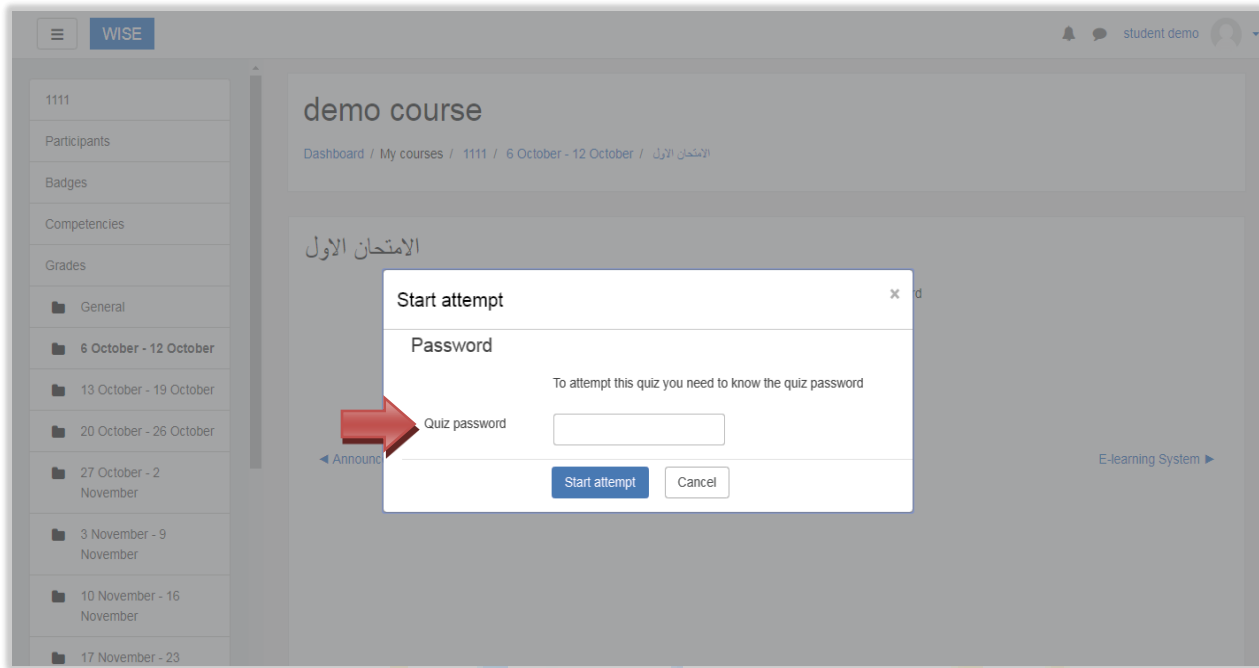 WISE
student demo
1111
Participants
Badges
Competencies
Grades
General
6 October - 12 October
13 October - 19 October
20 October - 26 October
27 October - 2
November
3 November - 9
November
10 November - 16
November
17 November - 23
demo course
Dashboard / My courses / 1111 / 6 October - 12 October / الامتحان الاول
الامتحان الاول
Start attempt
×
Password
To attempt this quiz you need to know the quiz password
Quiz password
Start attempt
Cancel
◄ Announc
E-learning System ►